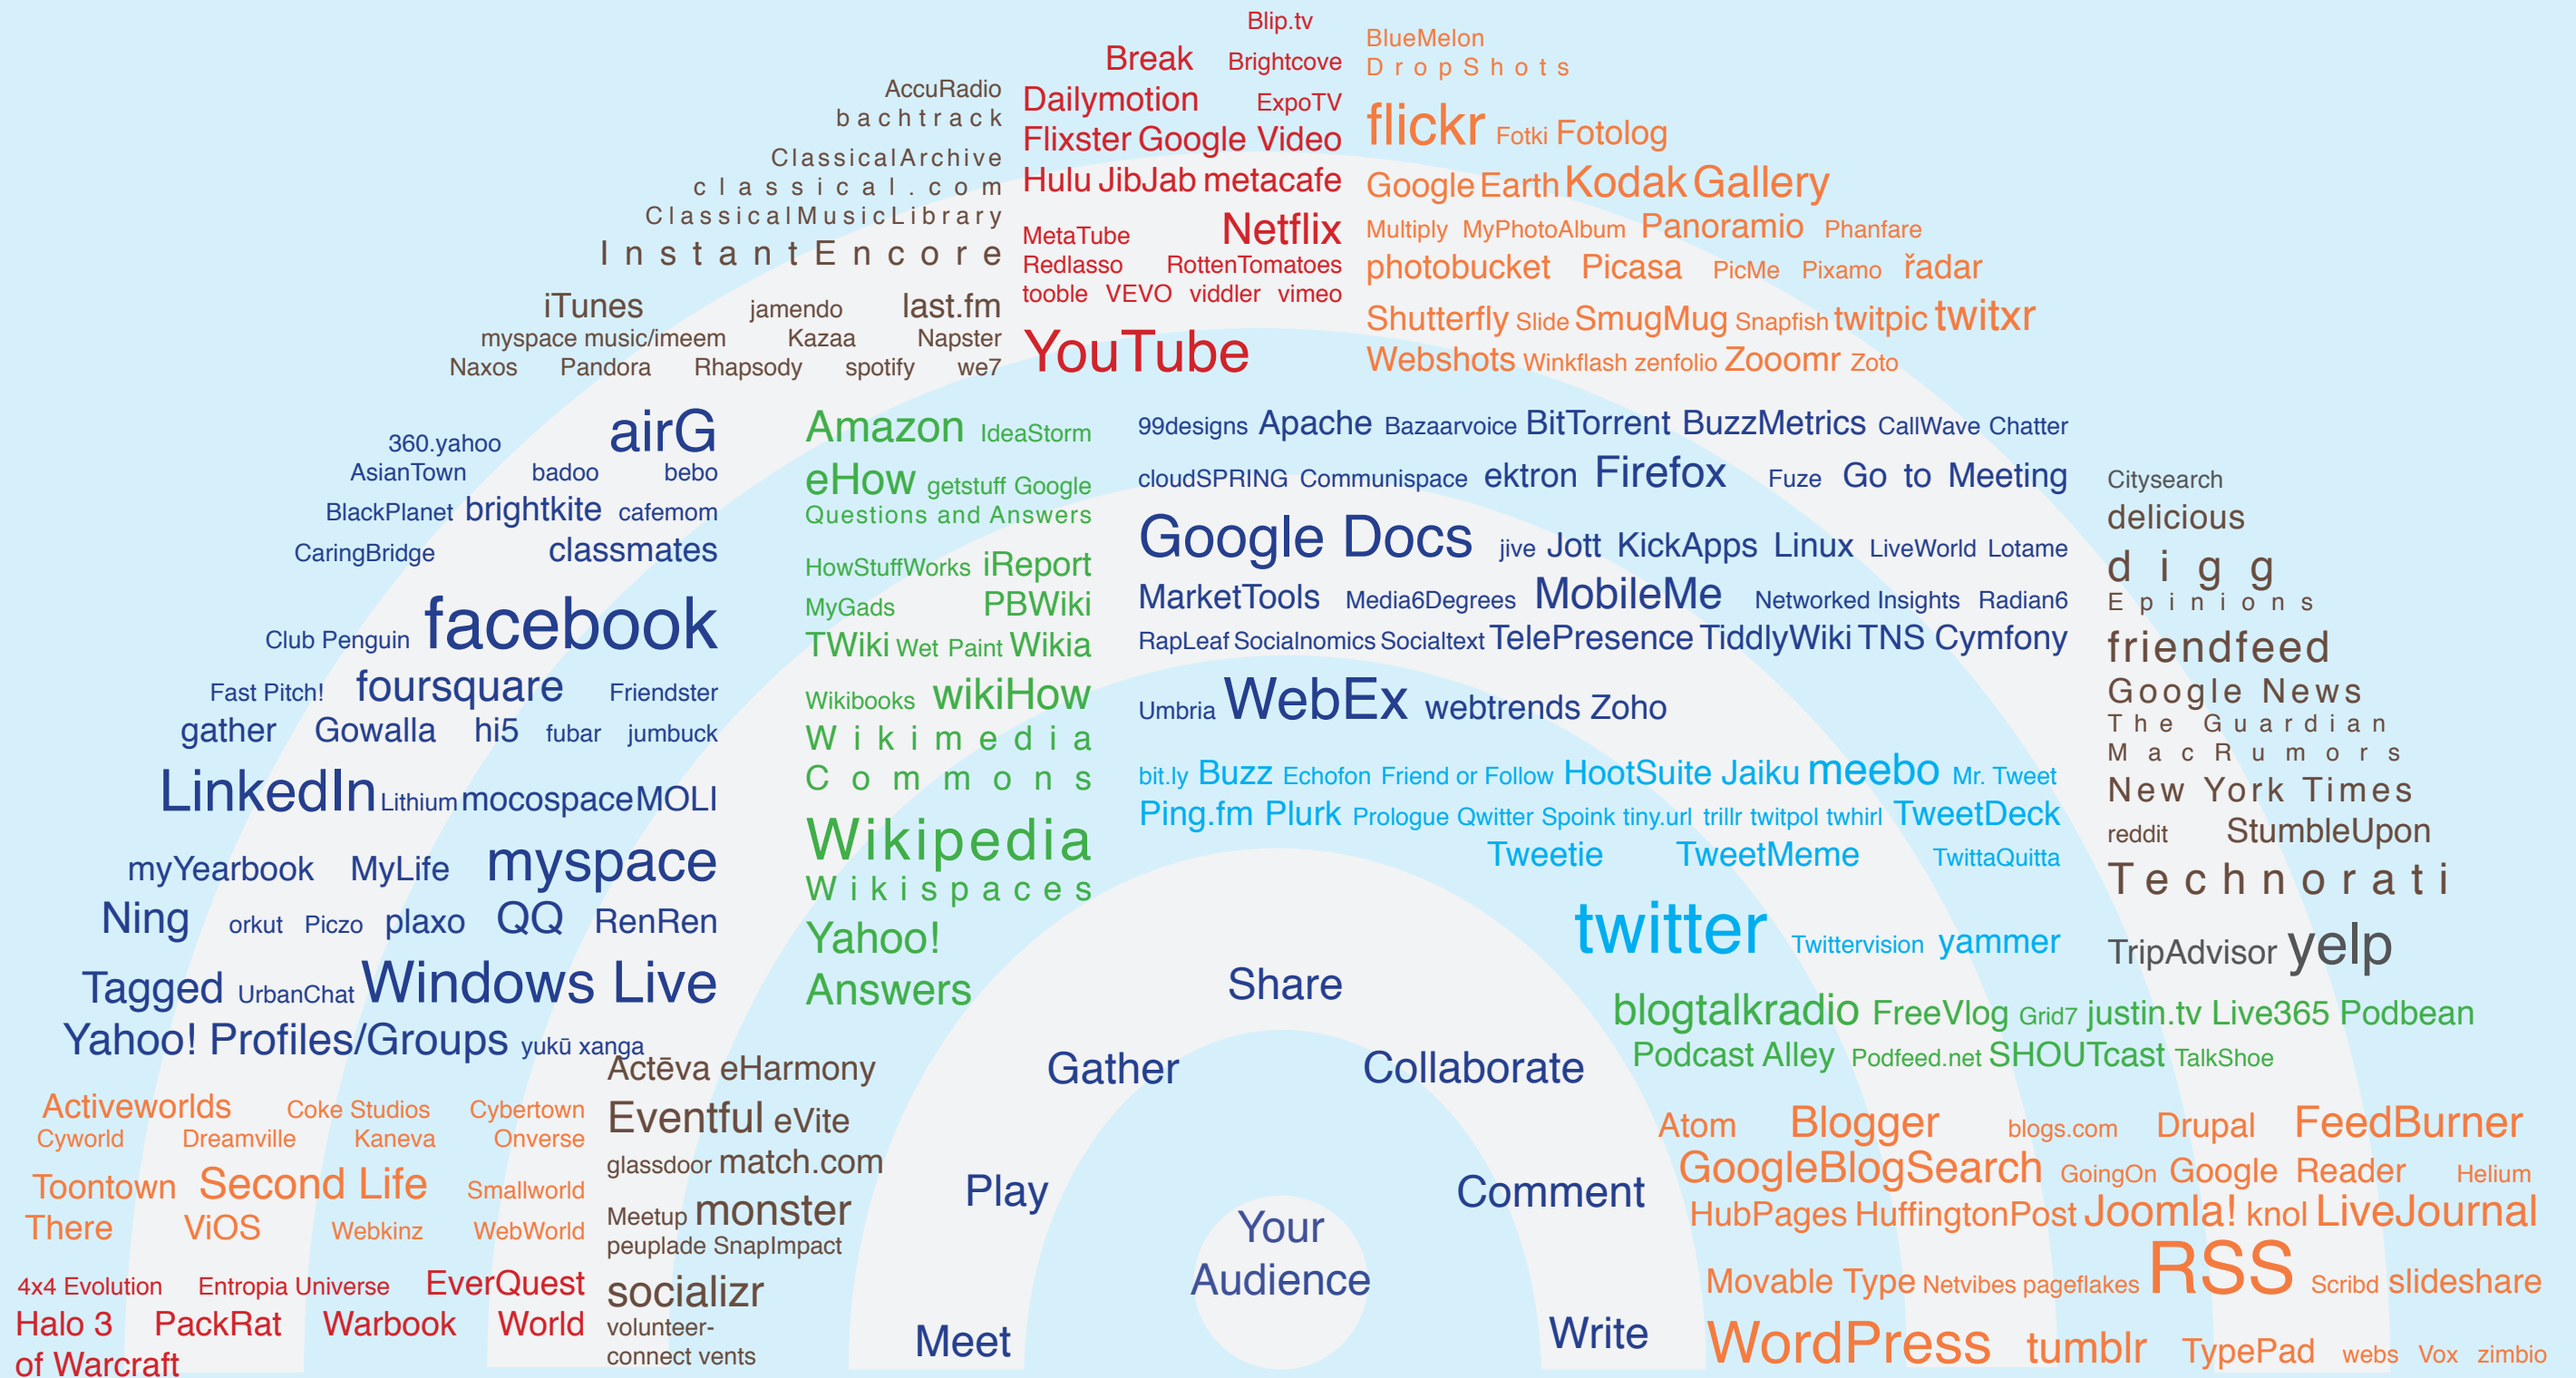 Blip.tv
Break Brightcove
Dailymotion ExpoTV
Flixster Google Video
Hulu JibJab metacafe
MetaTube Netflix
Redlasso RottenTomatoes
tooble VEVO viddler vimeo
YouTube
BlueMelon
DropShots
flickr Fotki Fotolog
Google Earth Kodak Gallery
Multiply MyPhotoAlbum Panoramio Phanfare
photobucket Picasa PicMe Pixamo řadar
Shutterfly Slide SmugMug Snapfish twitpic twitxr
Webshots Winkflash zenfolio Zooomr Zoto
AccuRadio
bachtrack
ClassicalArchive
classical.com
ClassicalMusicLibrary
InstantEncore
iTunes jamendo last.fm
myspace music/imeem Kazaa Napster
Naxos Pandora Rhapsody spotify we7
360.yahoo airG
AsianTown badoo bebo
BlackPlanet brightkite cafemom
CaringBridge classmates
Club Penguin facebook
Fast Pitch! foursquare Friendster
gather Gowalla hi5 fubar jumbuck
LinkedIn Lithium mocospace MOLI
myYearbook MyLife myspace
Ning orkut Piczo plaxo QQ RenRen
Tagged UrbanChat Windows Live
Yahoo! Profiles/Groups yukū xanga
Amazon IdeaStorm
eHow getstuff Google
Questions and Answers
HowStuffWorks iReport
MyGads PBWiki
TWiki Wet Paint Wikia
Wikibooks wikiHow
Wikimedia
Commons
Wikipedia
Wikispaces
Yahoo!
Answers
99designs Apache Bazaarvoice BitTorrent BuzzMetrics CallWave Chatter
cloudSPRING Communispace ektron Firefox Fuze Go to Meeting
Google Docs jive Jott KickApps Linux LiveWorld Lotame
MarketTools Media6Degrees MobileMe Networked Insights Radian6
RapLeaf Socialnomics Socialtext TelePresence TiddlyWiki TNS Cymfony
Umbria WebEx webtrends Zoho
bit.ly Buzz Echofon Friend or Follow HootSuite Jaiku meebo Mr. Tweet
Ping.fm Plurk Prologue Qwitter Spoink tiny.url trillr twitpol twhirl TweetDeck
Tweetie TweetMeme TwittaQuitta
twitter Twittervision yammer
Citysearch
delicious
digg
Epinions
friendfeed
Google News
The Guardian
MacRumors
New York Times
reddit StumbleUpon
Technorati
TripAdvisor yelp
blogtalkradio FreeVlog Grid7 justin.tv Live365 Podbean
Podcast Alley Podfeed.net SHOUTcast TalkShoe
Activeworlds Coke Studios Cybertown
Cyworld Dreamville Kaneva Onverse
Toontown Second Life Smallworld
There ViOS Webkinz WebWorld
4x4 Evolution Entropia Universe EverQuest
Halo 3 PackRat Warbook World
of Warcraft
Actēva eHarmony
Eventful eVite
glassdoor match.com
Meetup monster
peuplade SnapImpact
socializr
volunteer-
connect vents
Share
Gather Collaborate
Play Comment
Your
Audience
Meet Write
Atom Blogger blogs.com Drupal FeedBurner
GoogleBlogSearch GoingOn Google Reader Helium
HubPages HuffingtonPost Joomla! knol LiveJournal
Movable Type Netvibes pageflakes RSS Scribd slideshare
WordPress tumblr TypePad webs Vox zimbio